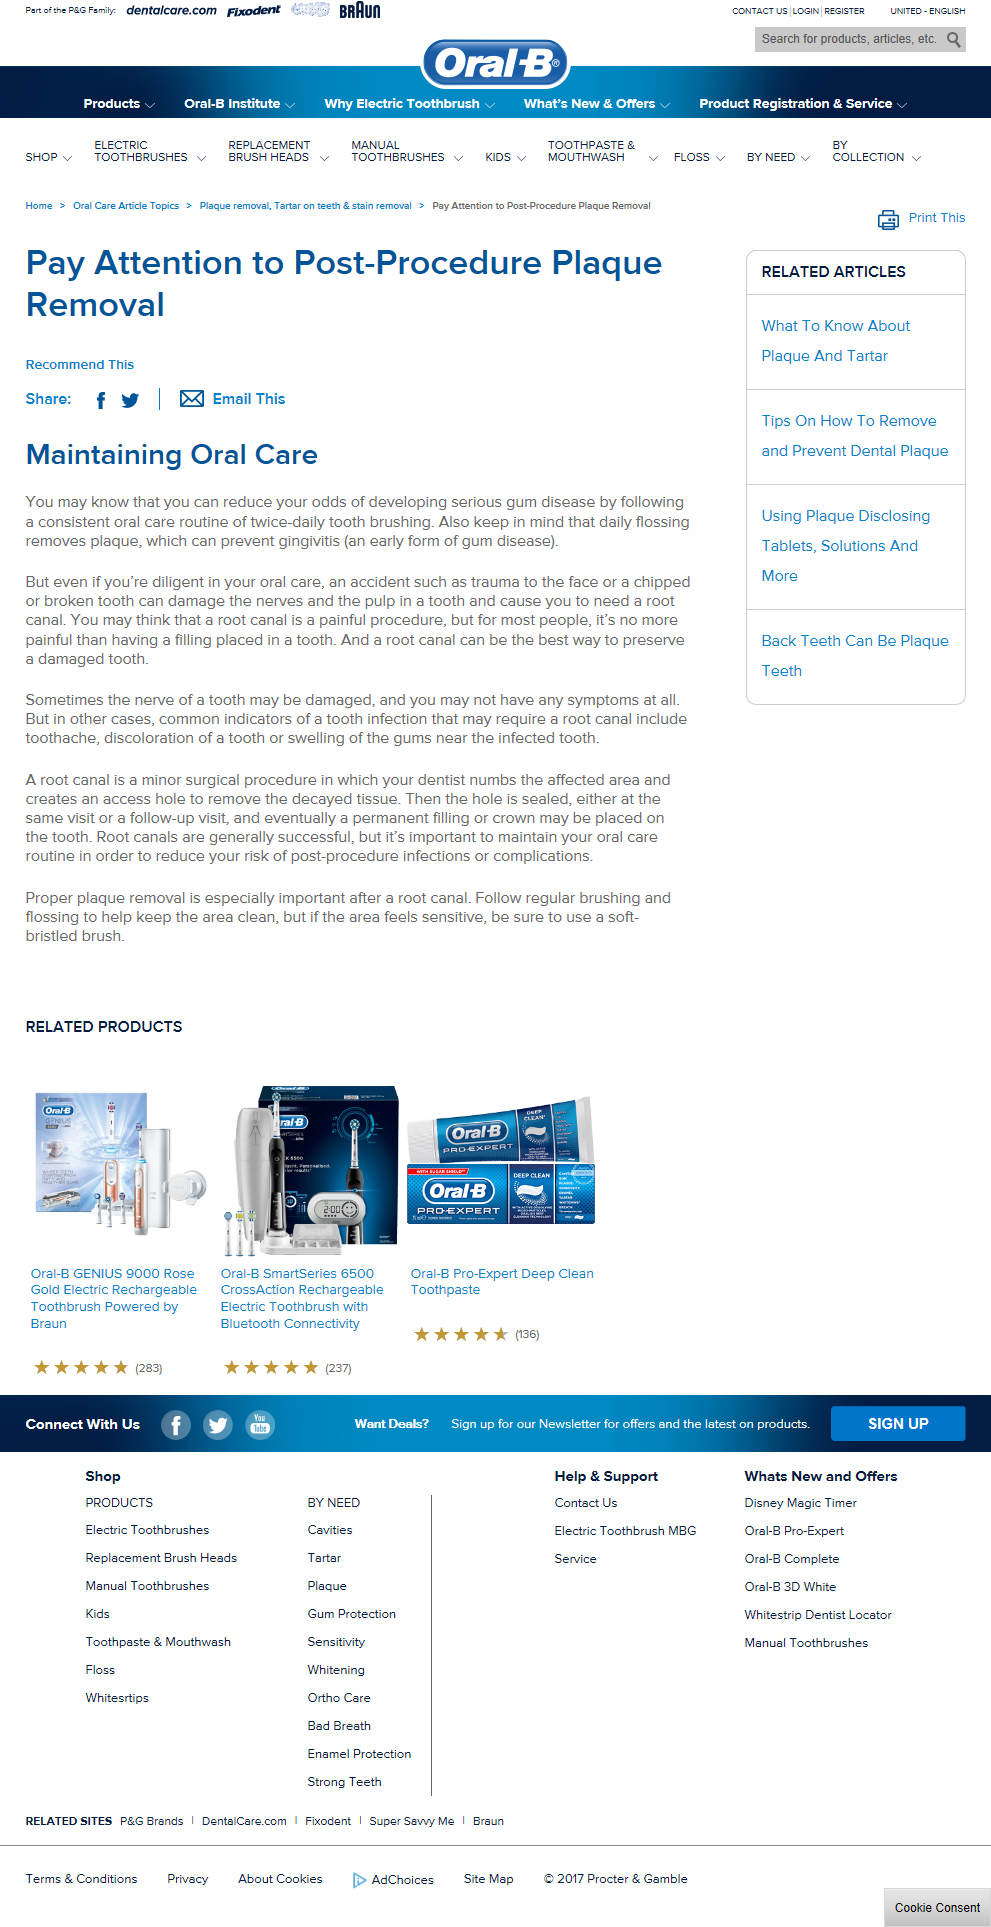 Part of the P&G Family: dentalcare.com Fixodent BRAUN
CONTACT US | LOGIN | REGISTER UNITED - ENGLISH
Search for products, articles, etc.
Oral-B®
Products Oral-B Institute Why Electric Toothbrush What's New & Offers Product Registration & Service
SHOP ELECTRIC TOOTHBRUSHES REPLACEMENT BRUSH HEADS MANUAL TOOTHBRUSHES KIDS TOOTHPASTE & MOUTHWASH FLOSS BY NEED BY COLLECTION
Home > Oral Care Article Topics > Plaque removal, Tartar on teeth & stain removal > Pay Attention to Post-Procedure Plaque Removal
Print This
Pay Attention to Post-Procedure Plaque
Removal
Recommend This
Share: Email This
Maintaining Oral Care
You may know that you can reduce your odds of developing serious gum disease by following
a consistent oral care routine of twice-daily tooth brushing. Also keep in mind that daily flossing
removes plaque, which can prevent gingivitis (an early form of gum disease).
But even if you're diligent in your oral care, an accident such as trauma to the face or a chipped
or broken tooth can damage the nerves and the pulp in a tooth and cause you to need a root
canal. You may think that a root canal is a painful procedure, but for most people, it's no more
painful than having a filling placed in a tooth. And a root canal can be the best way to preserve
a damaged tooth.
Sometimes the nerve of a tooth may be damaged, and you may not have any symptoms at all.
But in other cases, common indicators of a tooth infection that may require a root canal include
toothache, discoloration of a tooth or swelling of the gums near the infected tooth.
A root canal is a minor surgical procedure in which your dentist numbs the affected area and
creates an access hole to remove the decayed tissue. Then the hole is sealed, either at the
same visit or a follow-up visit, and eventually a permanent filling or crown may be placed on
the tooth. Root canals are generally successful, but it's important to maintain your oral care
routine in order to reduce your risk of post-procedure infections or complications.
Proper plaque removal is especially important after a root canal. Follow regular brushing and
flossing to help keep the area clean, but if the area feels sensitive, be sure to use a soft-
bristled brush.
RELATED ARTICLES
What To Know About
Plaque And Tartar
Tips On How To Remove
and Prevent Dental Plaque
Using Plaque Disclosing
Tablets, Solutions And
More
Back Teeth Can Be Plaque
Teeth
RELATED PRODUCTS
Oral-B
GENIUS
2:00
Oral-B
PRO-EXPERT
DEEP CLEAN
WITH SUGAR SHIELD
Oral-B
PRO-EXPERT
DEEP CLEAN
Oral-B GENIUS 9000 Rose
Gold Electric Rechargeable
Toothbrush Powered by
Braun
(283)
Oral-B SmartSeries 6500
CrossAction Rechargeable
Electric Toothbrush with
Bluetooth Connectivity
(237)
Oral-B Pro-Expert Deep Clean
Toothpaste
(136)
Connect With Us You Tube Want Deals? Sign up for our Newsletter for offers and the latest on products. SIGN UP
Shop
PRODUCTS
Electric Toothbrushes
Replacement Brush Heads
Manual Toothbrushes
Kids
Toothpaste & Mouthwash
Floss
Whitesrtips
BY NEED
Cavities
Tartar
Plaque
Gum Protection
Sensitivity
Whitening
Ortho Care
Bad Breath
Enamel Protection
Strong Teeth
Help & Support
Contact Us
Electric Toothbrush MBG
Service
Whats New and Offers
Disney Magic Timer
Oral-B Pro-Expert
Oral-B Complete
Oral-B 3D White
Whitestrip Dentist Locator
Manual Toothbrushes
RELATED SITES P&G Brands | DentalCare.com | Fixodent | Super Savvy Me | Braun
Terms & Conditions Privacy About Cookies AdChoices Site Map © 2017 Procter & Gamble
Cookie Consent